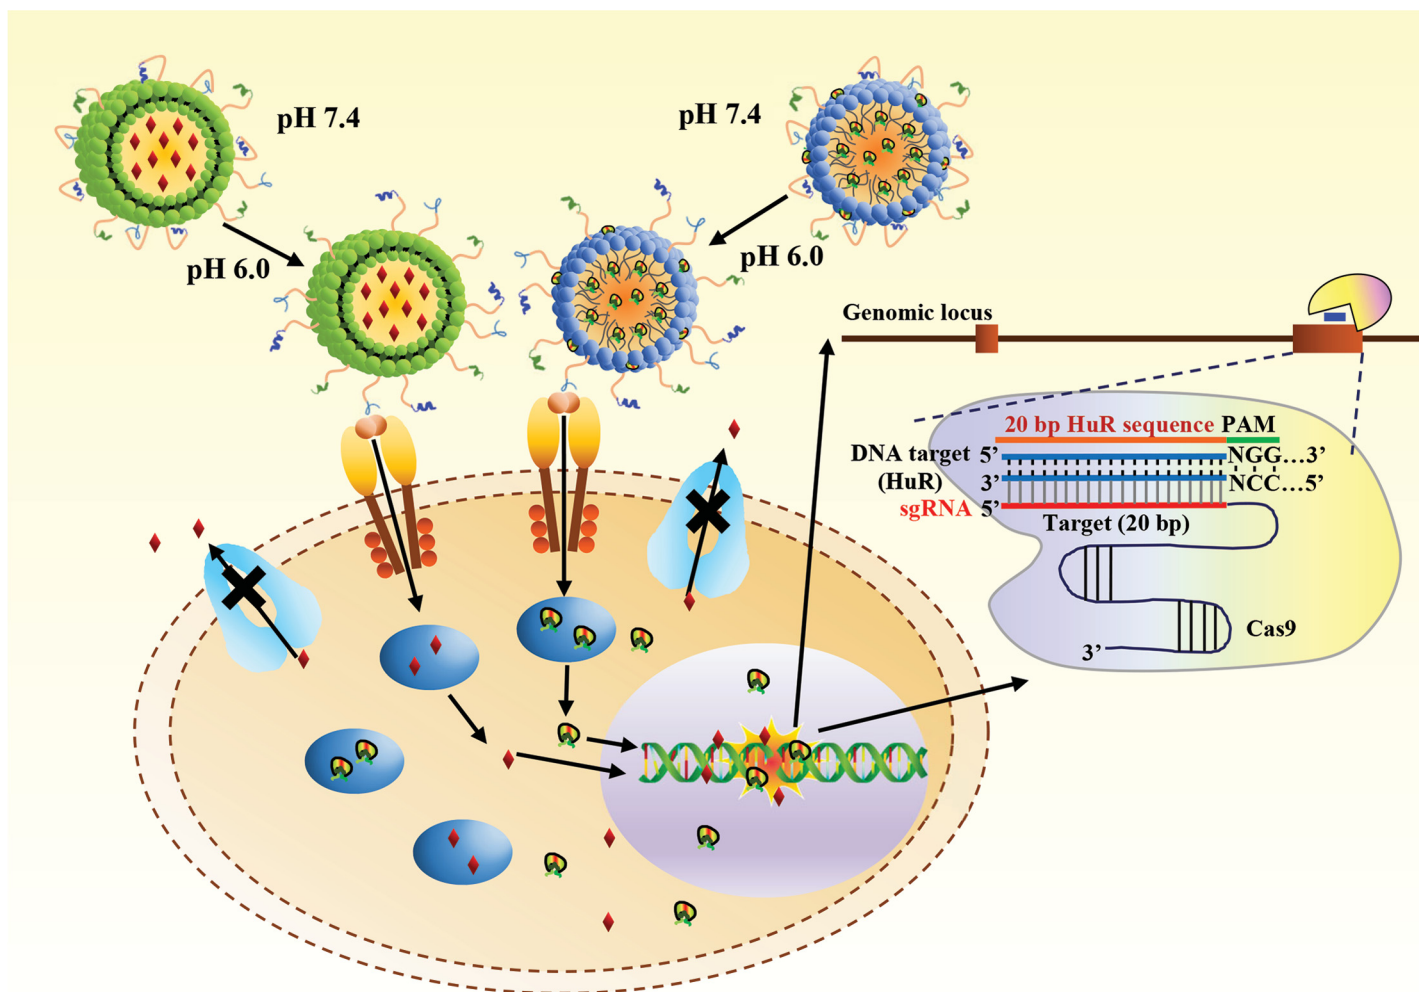 pH 7.4
pH 7.4
pH 6.0
pH 6.0
Genomic locus
20 bp HuR sequence PAM
DNA target 5’ NGG...3’
(HuR) 3’ NCC...5’
sgRNA 5’
Target (20 bp)
Cas9
3’